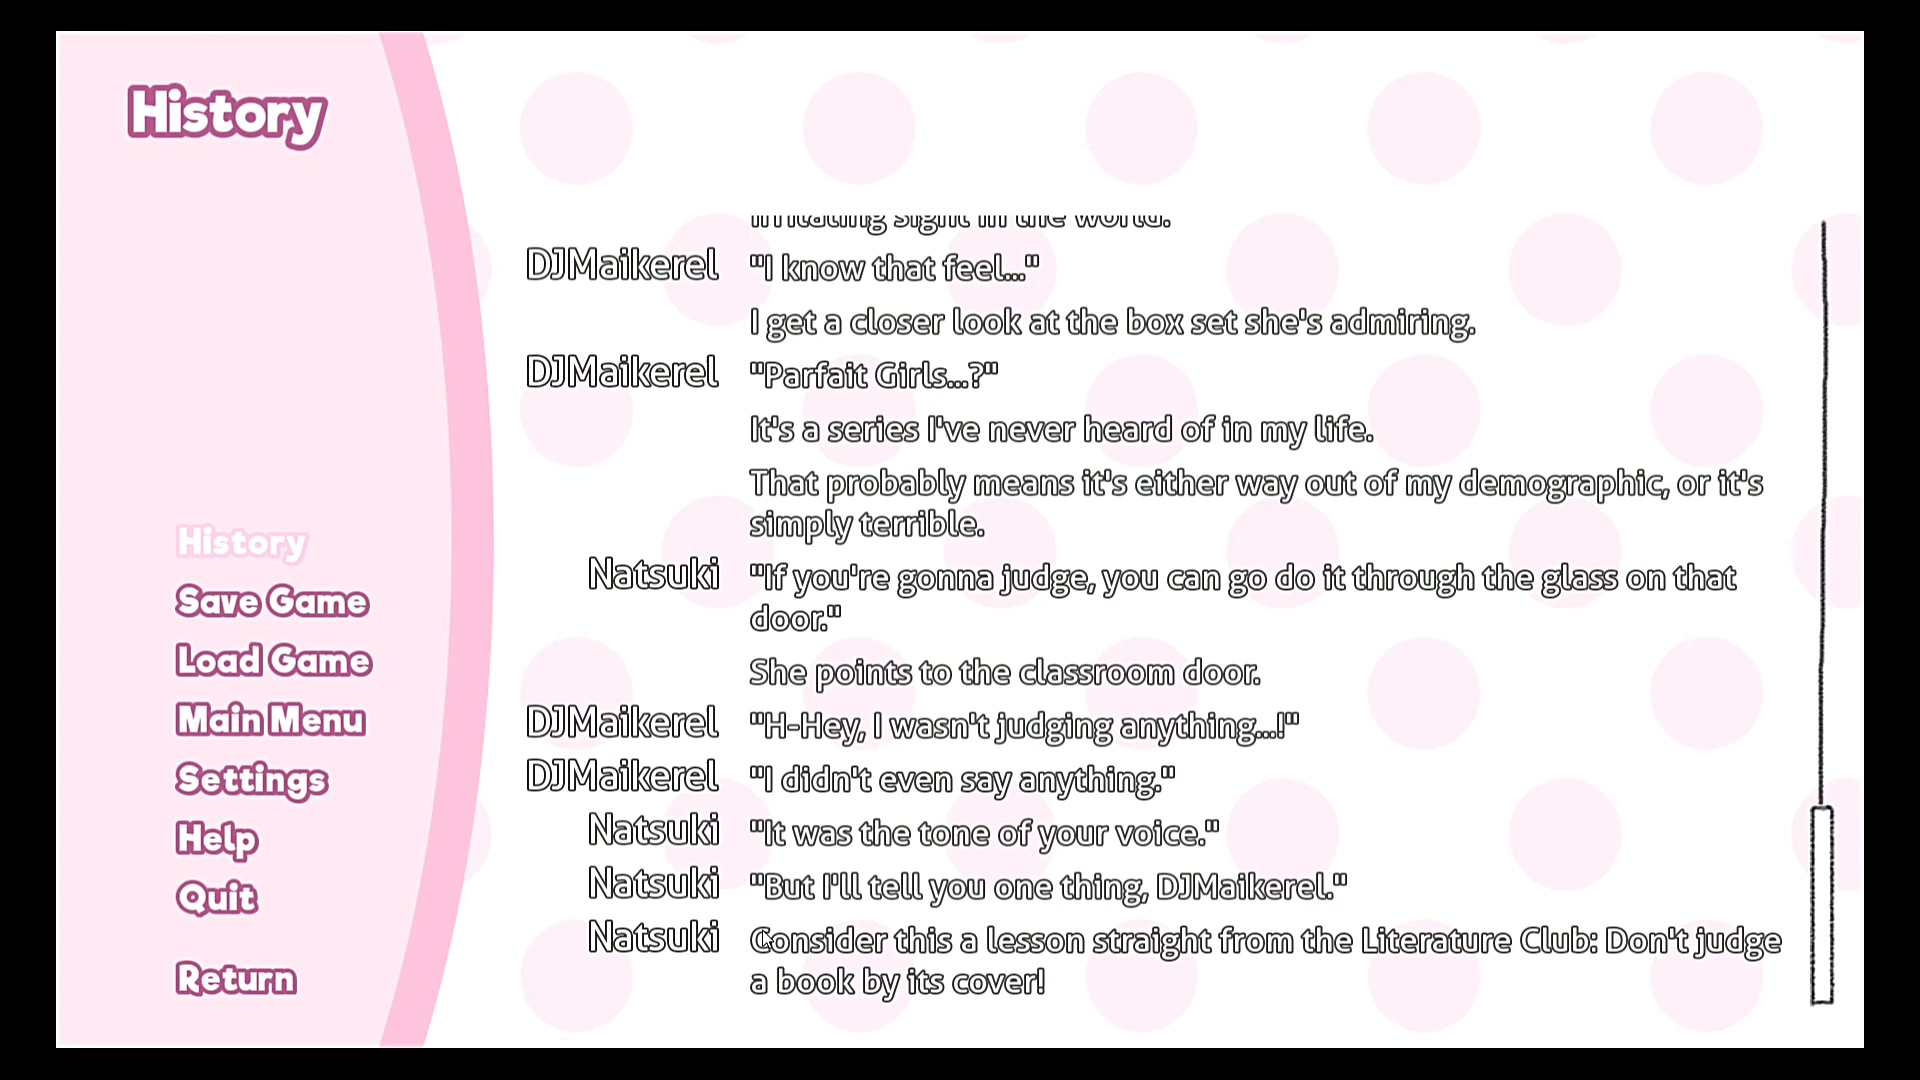 History
irritating sight in the world.
DJMaikerel "I know that feel..."
I get a closer look at the box set she's admiring.
DJMaikerel "Parfait Girls...?"
It's a series I've never heard of in my life.
That probably means it's either way out of my demographic, or it's
simply terrible.
Natsuki "If you're gonna judge, you can go do it through the glass on that
door."
She points to the classroom door.
DJMaikerel "H-Hey, I wasn't judging anything...!"
DJMaikerel "I didn't even say anything."
Natsuki "It was the tone of your voice."
Natsuki "But I'll tell you one thing, DJMaikerel."
Natsuki Consider this a lesson straight from the Literature Club: Don't judge
a book by its cover!
History
Save Game
Load Game
Main Menu
Settings
Help
Quit
Return